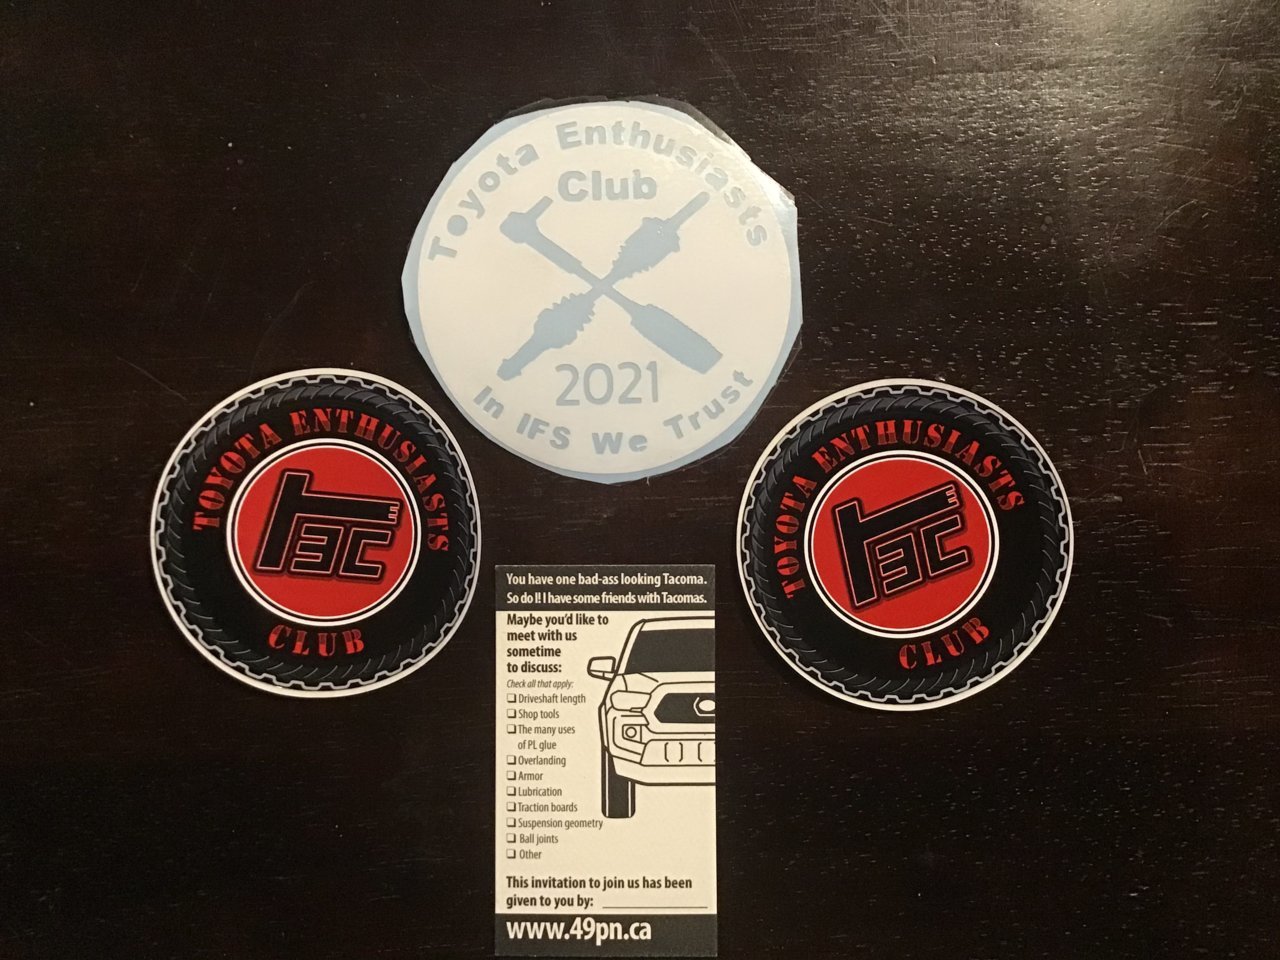 Toyota Enthusiasts
Club
2021
In IFS We Trust
TOYOTA ENTHUSIASTS
CLUB
TOYOTA ENTHUSIASTS
CLUB
You have one bad-ass looking Tacoma.
So do I! I have some friends with Tacomas.
Maybe you'd like to
meet with us
sometime
to discuss:
Check all that apply:
❑ Driveshaft length
❑ Shop tools
❑ The many uses
of PL glue
❑ Overlanding
❑ Armor
❑ Lubrication
❑ Traction boards
❑ Suspension geometry
❑ Ball joints
❑ Other
This invitation to join us has been
given to you by: ____________
www.49pn.ca